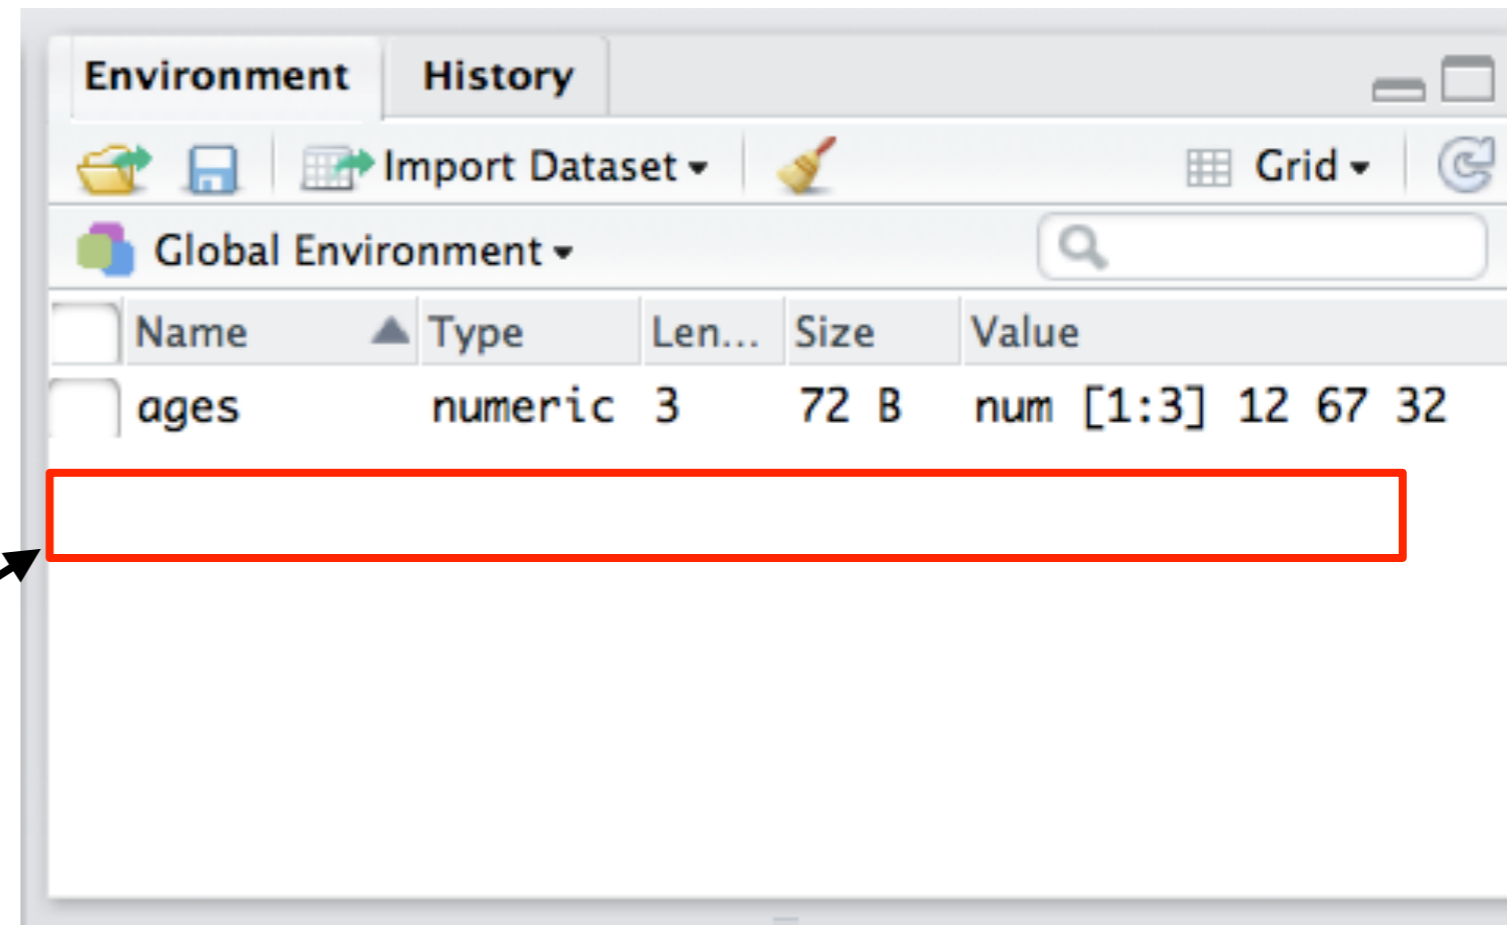 Environment History
Import Dataset Grid
Global Environment
Name Type Len... Size Value
ages numeric 3 72 B num [1:3] 12 67 32